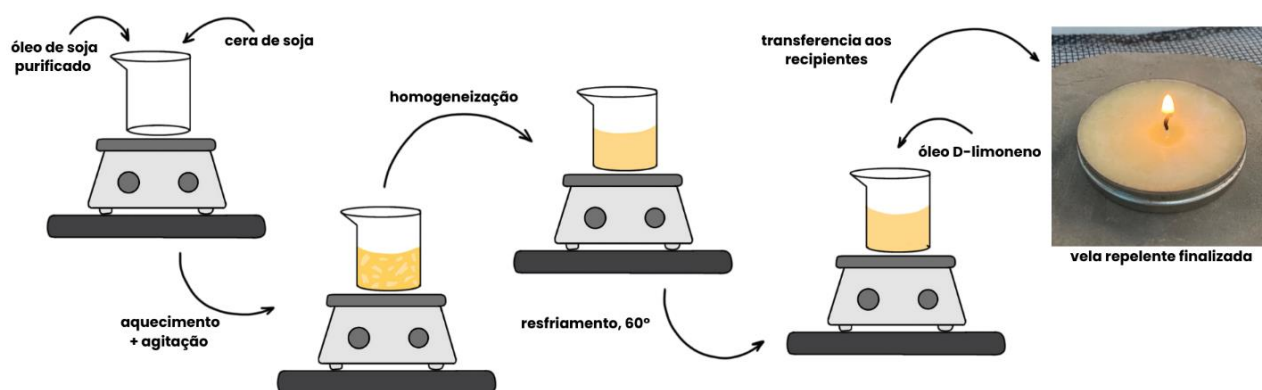 óleo de soja
purificado
cera de soja
aquecimento
+ agitação
homogeneização
resfriamento, 60°
óleo D-limoneno
transferencia aos
recipientes
vela repelente finalizada